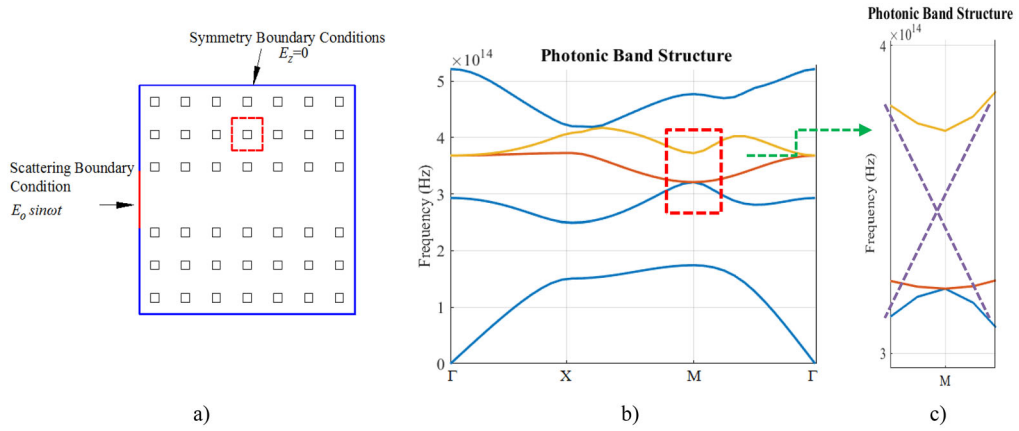 Symmetry Boundary Conditions
E_z=0
Scattering Boundary
Condition
E_o sinωt
a)
×10^14
Photonic Band Structure
Frequency (Hz)
5
4
3
2
1
0
Γ
X
M
Γ
b)
Photonic Band Structure
×10^14
4
Frequency (Hz)
3
M
c)